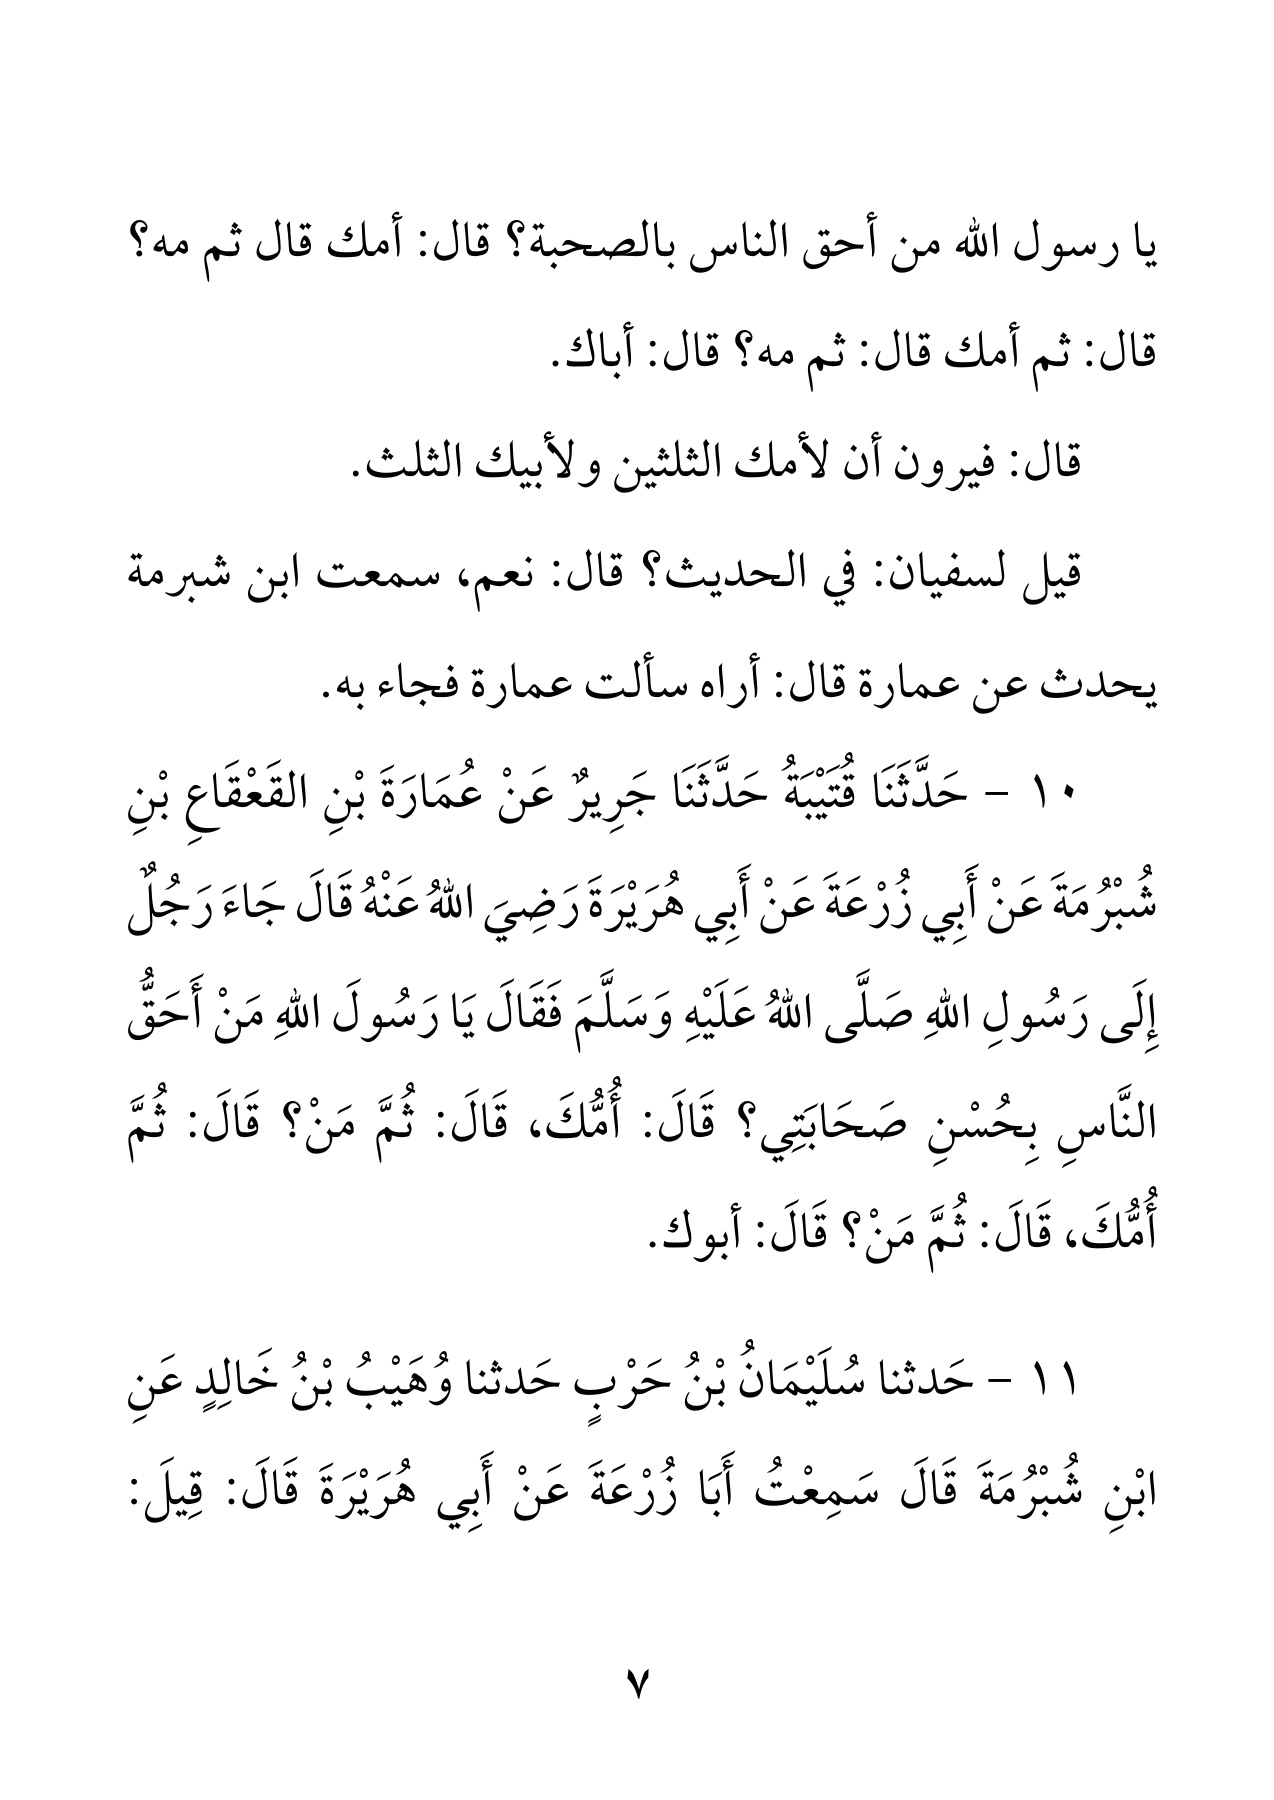 يا رسول الله من أحق الناس بالصحبة؟ قال: أمك قال ثم مه؟
قال: ثم أمك قال: ثم مه؟ قال: أباك.
قال: فيرون أن لأمك الثلثين ولأبيك الثلث.
قيل لسفيان: في الحديث؟ قال: نعم، سمعت ابن شبرمة
يحدث عن عمارة قال: أراه سألت عمارة فجاء به.
١٠ – حَدَّثَنَا قُتَيْبَةُ حَدَّثَنَا جَرِيرٌ عَنْ عُمَارَةَ بْنِ القَعْقَاعِ بْنِ
شُبْرُمَةَ عَنْ أَبِي زُرْعَةَ عَنْ أَبِي هُرَيْرَةَ رَضِيَ اللهُ عَنْهُ قَالَ جَاءَ رَجُلٌ
إِلَى رَسُولِ اللهِ صَلَّى اللهُ عَلَيْهِ وَسَلَّمَ فَقَالَ يَا رَسُولَ اللهِ مَنْ أَحَقُّ
النَّاسِ بِحُسْنِ صَحَابَتِي؟ قَالَ: أُمُّكَ، قَالَ: ثُمَّ مَنْ؟ قَالَ: ثُمَّ
أُمُّكَ، قَالَ: ثُمَّ مَنْ؟ قَالَ: أبوك.
١١ – حَدثنا سُلَيْمَانُ بْنُ حَرْبٍ حَدثنا وُهَيْبُ بْنُ خَالِدٍ عَنِ
ابْنِ شُبْرُمَةَ قَالَ سَمِعْتُ أَبَا زُرْعَةَ عَنْ أَبِي هُرَيْرَةَ قَالَ: قِيلَ:
٧